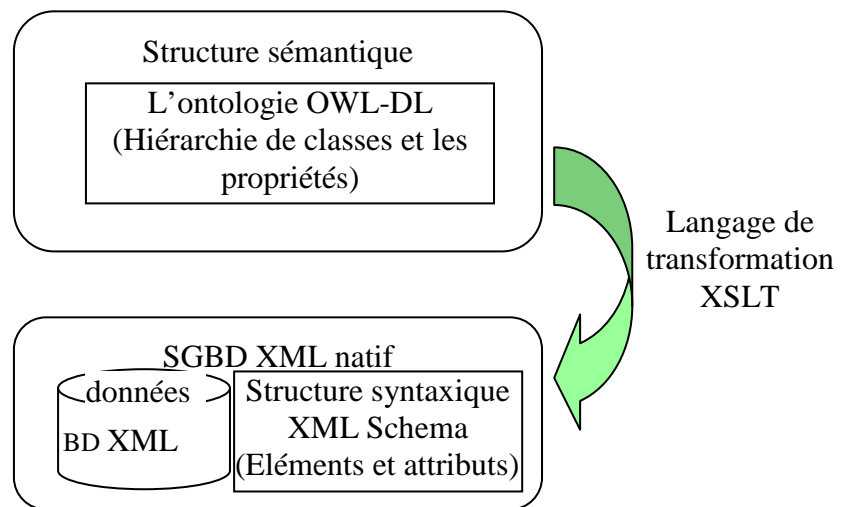 Structure sémantique
L'ontologie OWL-DL
(Hiérarchie de classes et les
propriétés)
Langage de
transformation
XSLT
SGBD XML natif
données
BD XML
Structure syntaxique
XML Schema
(Eléments et attributs)